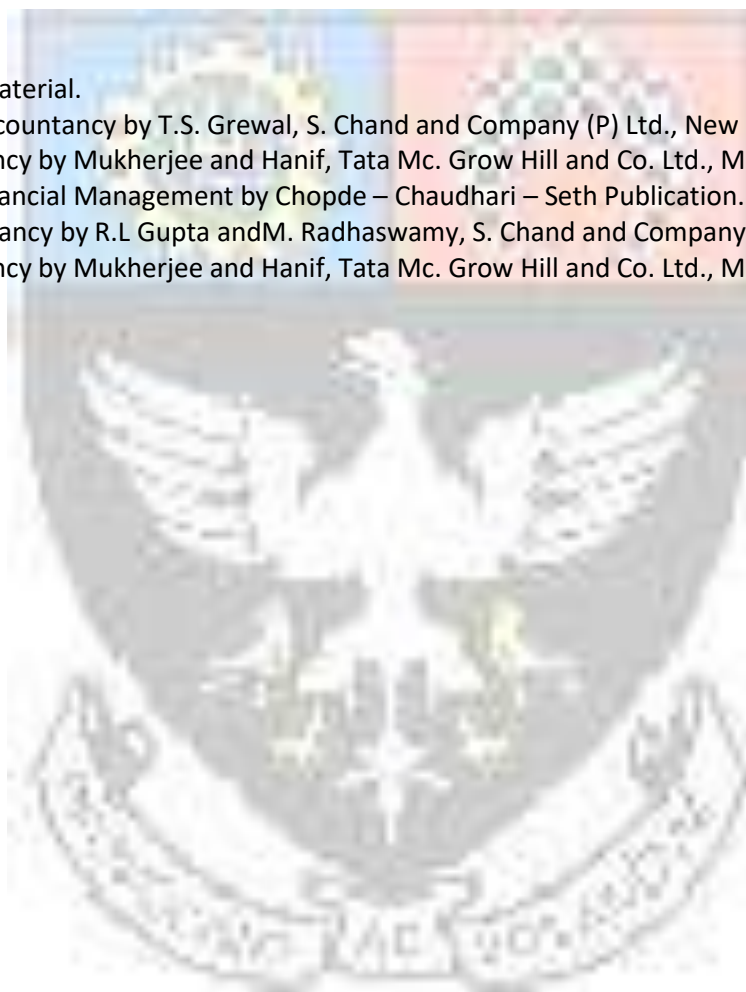 aterial.
countancy by T.S. Grewal, S. Chand and Company (P) Ltd., New
ncy by Mukherjee and Hanif, Tata Mc. Grow Hill and Co. Ltd., M
ancial Management by Chopde – Chaudhari – Seth Publication.
tancy by R.L Gupta andM. Radhaswamy, S. Chand and Company
ncy by Mukherjee and Hanif, Tata Mc. Grow Hill and Co. Ltd., M
AC